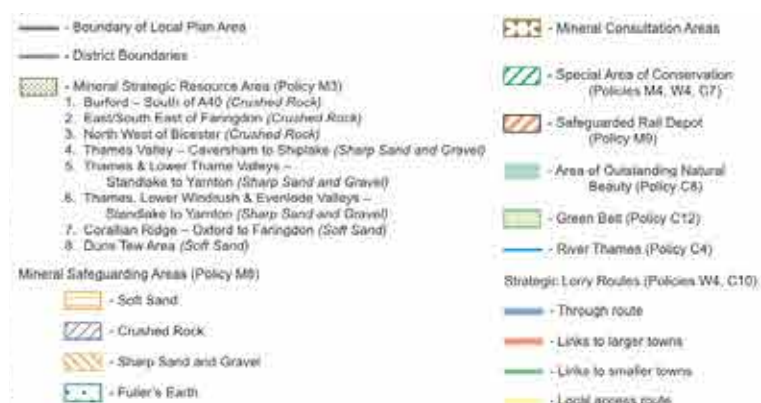 - Boundary of Local Plan Area
- District Boundaries
- Mineral Strategic Resource Area (Policy M3)
1. Burford – South of A40 (Crushed Rock)
2. East/South East of Faringdon (Crushed Rock)
3. North West of Bicester (Crushed Rock)
4. Thames Valley – Caversham to Shiplake (Sharp Sand and Gravel)
5. Thames & Lower Thame Valleys –
Standlake to Yarnton (Sharp Sand and Gravel)
6. Thames, Lower Windrush & Evenlode Valleys –
Standlake to Yarnton (Sharp Sand and Gravel)
7. Corallian Ridge – Oxford to Faringdon (Soft Sand)
8. Duns Tew Area (Soft Sand)
Mineral Safeguarding Areas (Policy M8)
- Soft Sand
- Crushed Rock
- Sharp Sand and Gravel
- Fuller's Earth
- Mineral Consultation Areas
- Special Area of Conservation
(Policies M4, W4, C7)
- Safeguarded Rail Depot
(Policy M9)
- Area of Outstanding Natural
Beauty (Policy C8)
- Green Belt (Policy C12)
- River Thames (Policy C4)
Strategic Lorry Routes (Policies W4, C10)
- Through route
- Links to larger towns
- Links to smaller towns
- Local access route